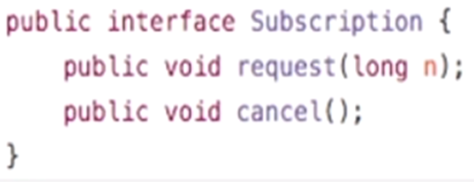 public interface Subscription {
    public void request(long n);
    public void cancel();
}